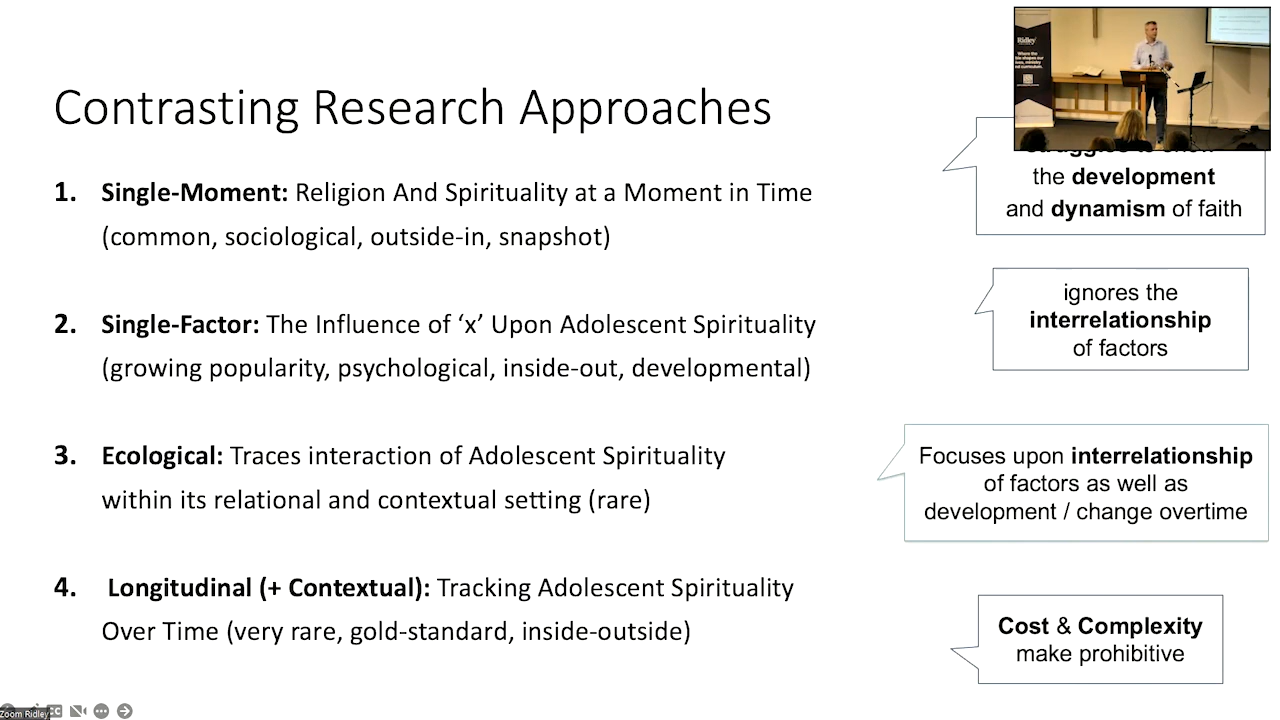 Contrasting Research Approaches
1. Single-Moment: Religion And Spirituality at a Moment in Time
(common, sociological, outside-in, snapshot)
the development
and dynamism of faith
2. Single-Factor: The Influence of ‘x’ Upon Adolescent Spirituality
(growing popularity, psychological, inside-out, developmental)
ignores the
interrelationship
of factors
3. Ecological: Traces interaction of Adolescent Spirituality
within its relational and contextual setting (rare)
Focuses upon interrelationship
of factors as well as
development / change overtime
4. Longitudinal (+ Contextual): Tracking Adolescent Spirituality
Over Time (very rare, gold-standard, inside-outside)
Cost & Complexity
make prohibitive
Ridley
Zoom Ridley